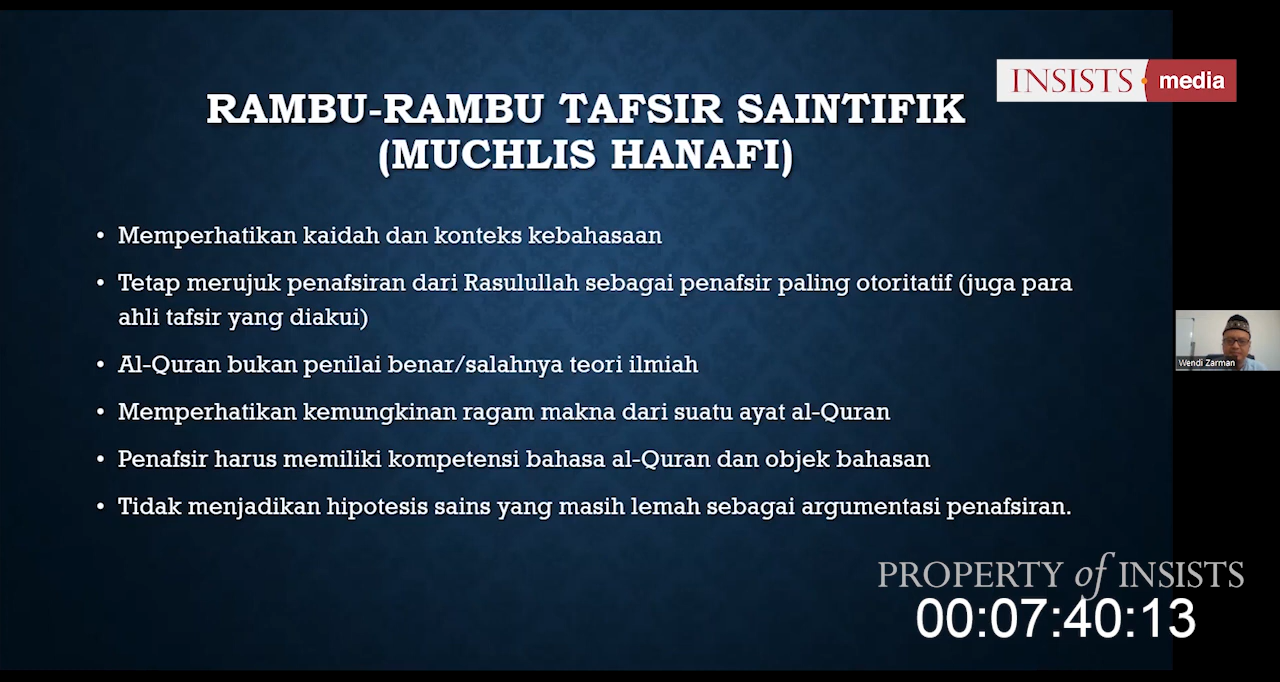 INSISTS media
RAMBU-RAMBU TAFSIR SAINTIFIK
(MUCHLIS HANAFI)
• Memperhatikan kaidah dan konteks kebahasaan
• Tetap merujuk penafsiran dari Rasulullah sebagai penafsir paling otoritatif (juga para
ahli tafsir yang diakui)
• Al-Quran bukan penilai benar/salahnya teori ilmiah
• Memperhatikan kemungkinan ragam makna dari suatu ayat al-Quran
• Penafsir harus memiliki kompetensi bahasa al-Quran dan objek bahasan
• Tidak menjadikan hipotesis sains yang masih lemah sebagai argumentasi penafsiran.
Wendi Zarman
PROPERTY of INSISTS
00:07:40:13